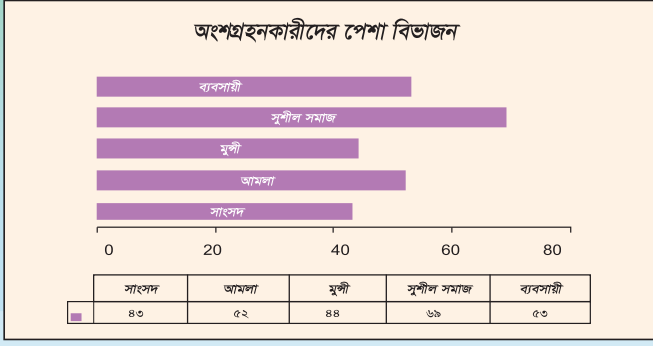 অংশগ্রহনকারীদের পেশা বিভাজন
ব্যবসায়ী
সুশীল সমাজ
মুন্সী
আমলা
সাংসদ
0 20 40 60 80
সাংসদ আমলা মুন্সী সুশীল সমাজ ব্যবসায়ী
৪৩ ৫২ ৪৪ ৬৯ ৫৩